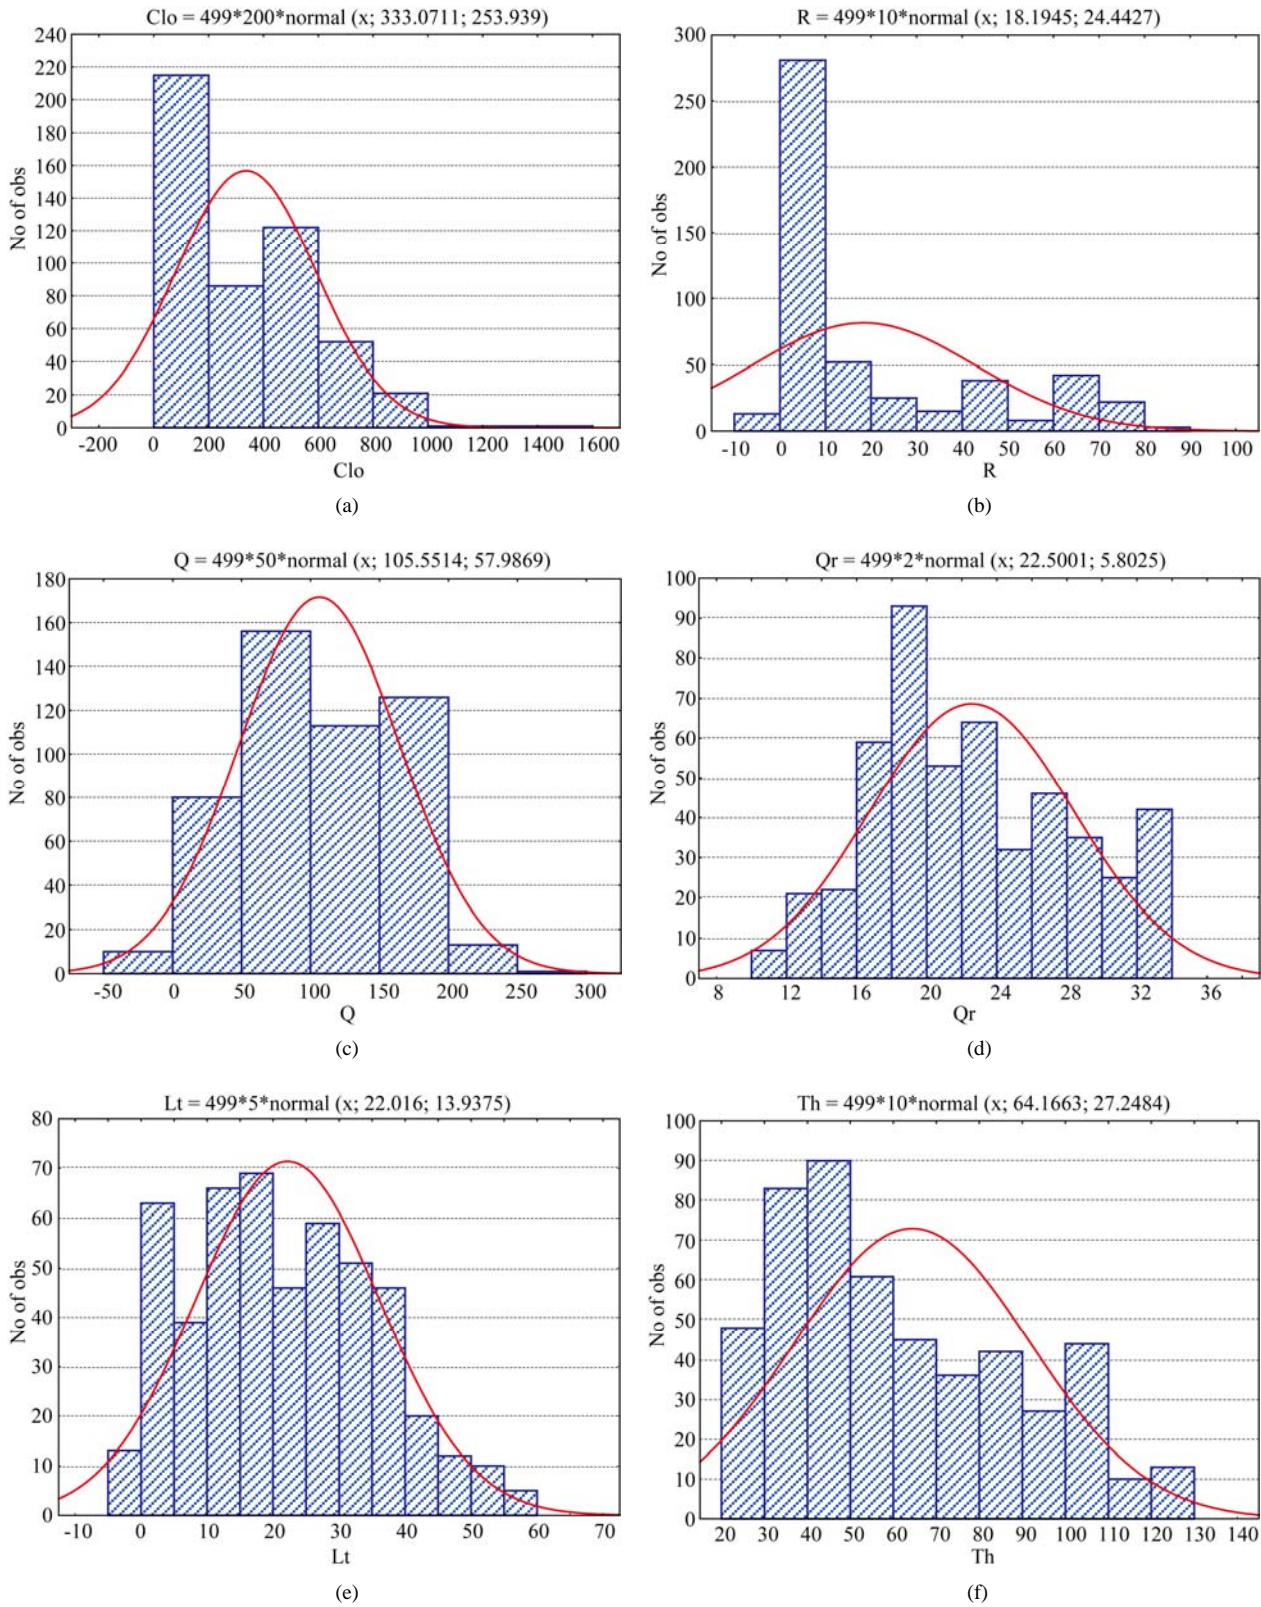 Clo = 499*200*normal (x; 333.0711; 253.939)
240
220
200
180
160
140
120
100
80
60
40
20
0
No of obs
-200 0 200 400 600 800 1000 1200 1400 1600
Clo
(a)
R = 499*10*normal (x; 18.1945; 24.4427)
300
250
200
150
100
50
0
No of obs
-10 0 10 20 30 40 50 60 70 80 90 100
R
(b)
Q = 499*50*normal (x; 105.5514; 57.9869)
180
160
140
120
100
80
60
40
20
0
No of obs
-50 0 50 100 150 200 250 300
Q
(c)
Qr = 499*2*normal (x; 22.5001; 5.8025)
100
90
80
70
60
50
40
30
20
10
0
No of obs
8 12 16 20 24 28 32 36
Qr
(d)
Lt = 499*5*normal (x; 22.016; 13.9375)
80
70
60
50
40
30
20
10
0
No of obs
-10 0 10 20 30 40 50 60 70
Lt
(e)
Th = 499*10*normal (x; 64.1663; 27.2484)
100
90
80
70
60
50
40
30
20
10
0
No of obs
20 30 40 50 60 70 80 90 100 110 120 130 140
Th
(f)